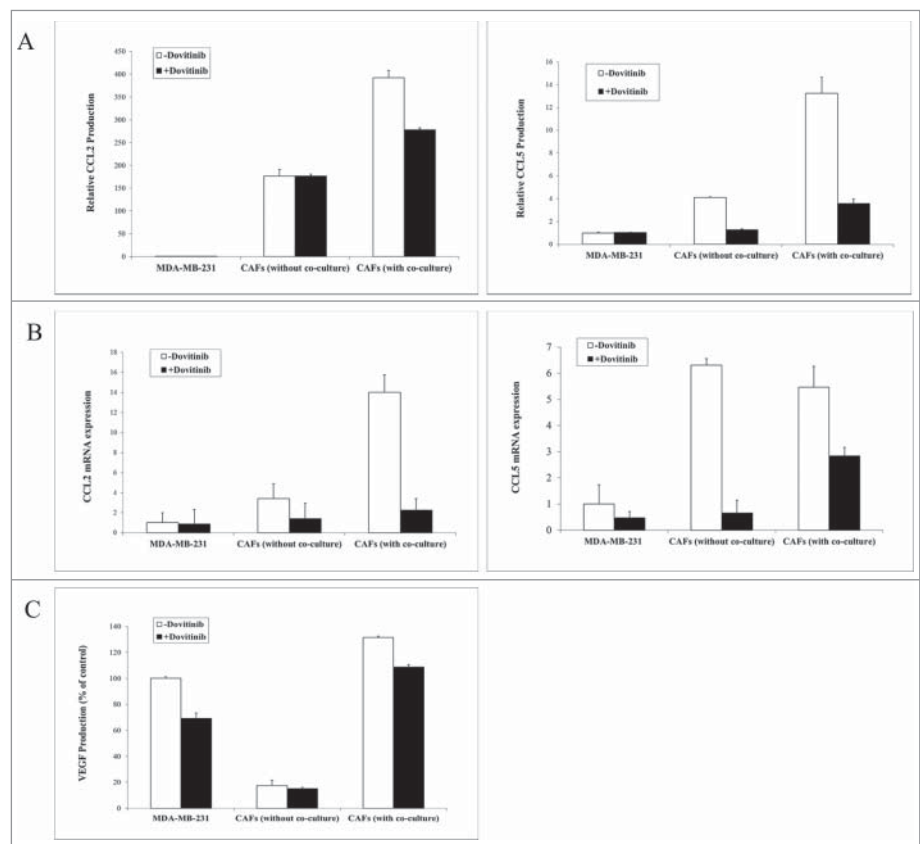 A
Relative CCL2 Production
450
400
350
300
250
200
150
100
50
0
-Dovitinib
+Dovitinib
MDA-MB-231 CAFs (without co-culture) CAFs (with co-culture)
Relative CCL5 Production
16
14
12
10
8
6
4
2
0
-Dovitinib
+Dovitinib
MDA-MB-231 CAFs (without co-culture) CAFs (with co-culture)
B
CCL2 mRNA expression
18
16
14
12
10
8
6
4
2
0
-Dovitinib
+Dovitinib
MDA-MB-231 CAFs (without co-culture) CAFs (with co-culture)
CCL5 mRNA expression
7
6
5
4
3
2
1
0
-Dovitinib
+Dovitinib
MDA-MB-231 CAFs (without co-culture) CAFs (with co-culture)
C
VEGF Production (% of control)
140
120
100
80
60
40
20
0
-Dovitinib
+Dovitinib
MDA-MB-231 CAFs (without co-culture) CAFs (with co-culture)